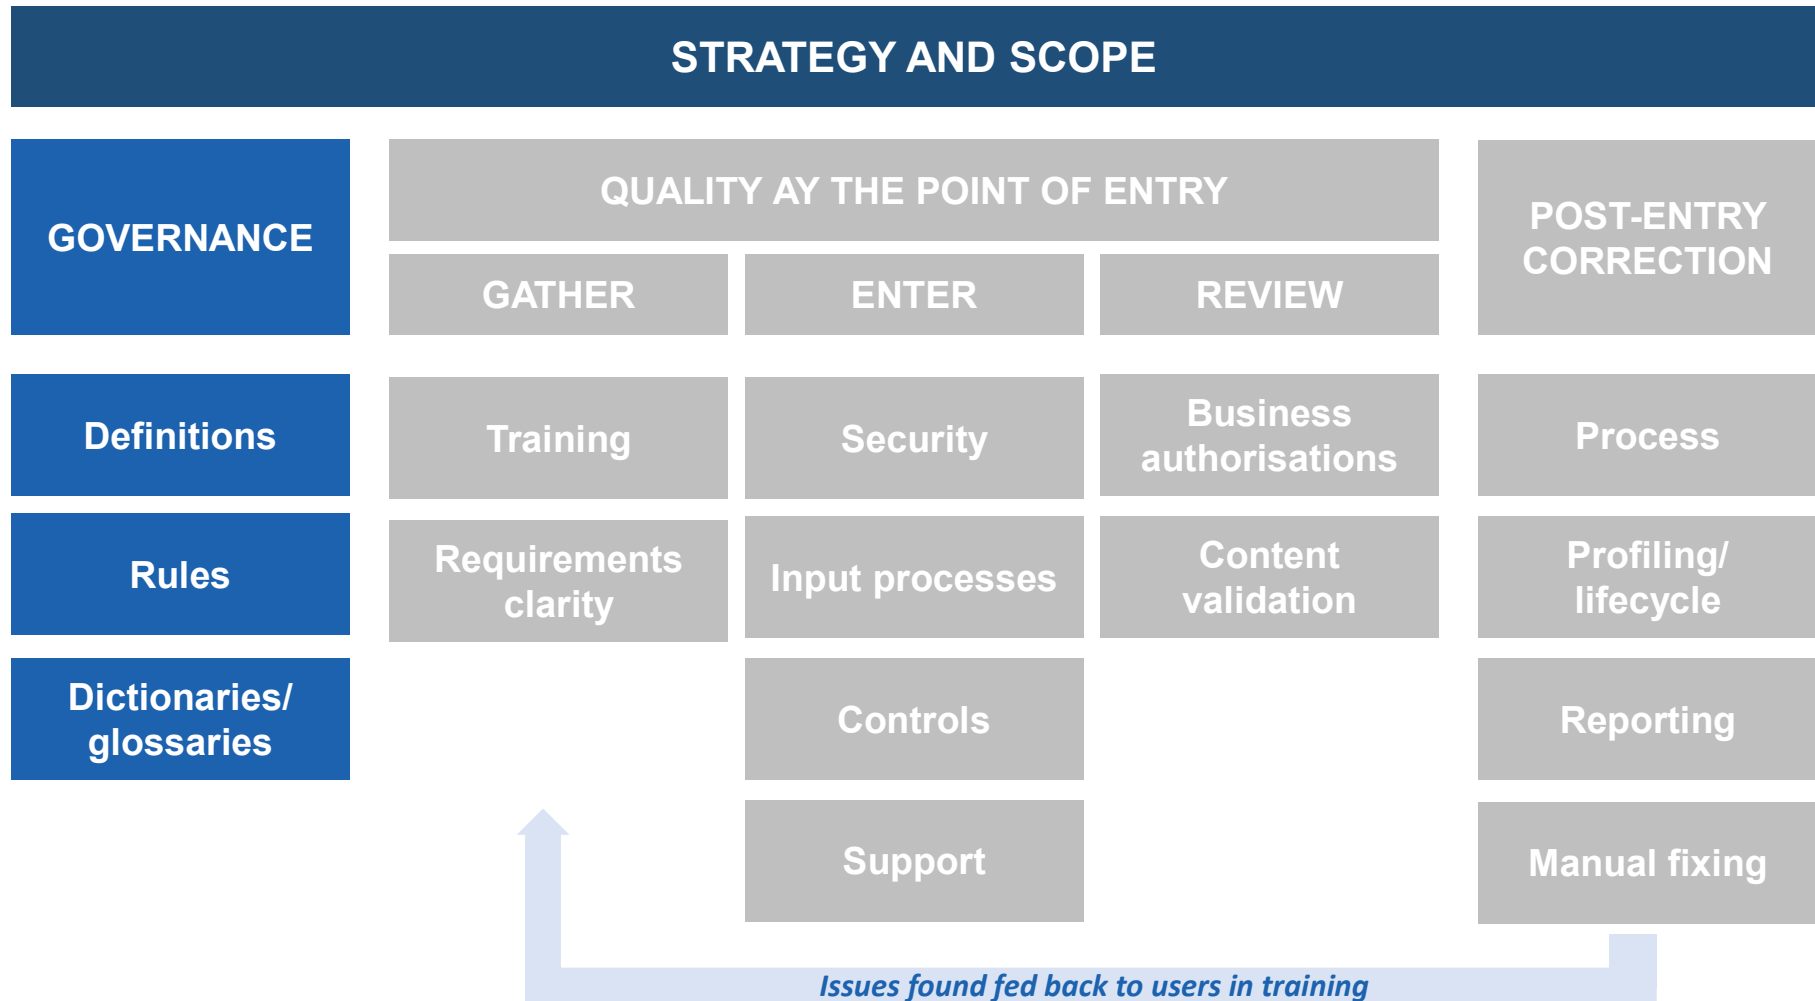 STRATEGY AND SCOPE
GOVERNANCE
QUALITY AY THE POINT OF ENTRY
GATHER
ENTER
REVIEW
POST-ENTRY
CORRECTION
Definitions
Training
Security
Business
authorisations
Process
Rules
Requirements
clarity
Input processes
Content
validation
Profiling/
lifecycle
Dictionaries/
glossaries
Controls
Reporting
Support
Manual fixing
Issues found fed back to users in training